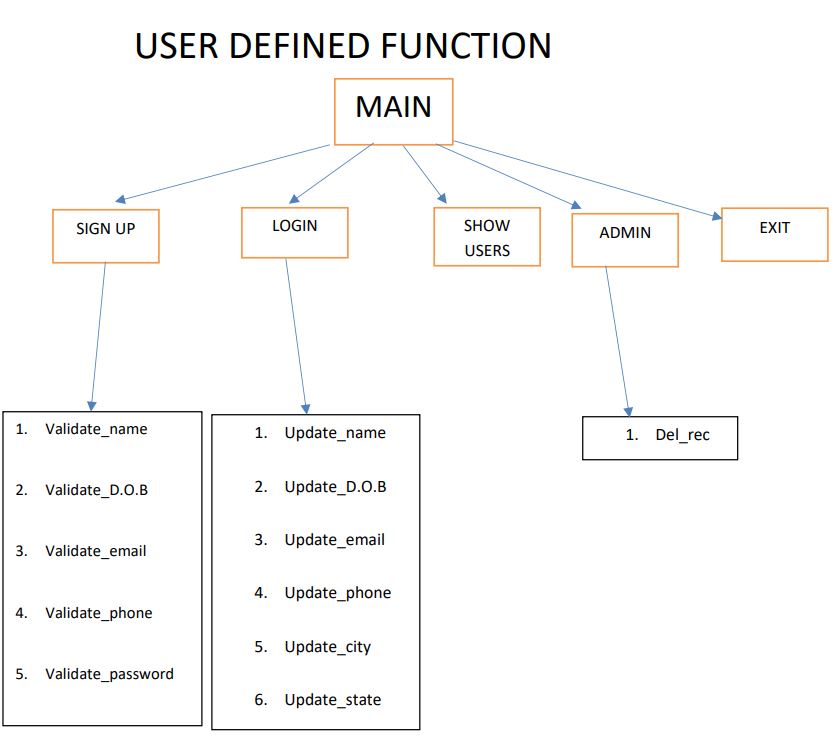 USER DEFINED FUNCTION
MAIN
SIGN UP
LOGIN
SHOW
USERS
ADMIN
EXIT
1. Validate_name
2. Validate_D.O.B
3. Validate_email
4. Validate_phone
5. Validate_password
1. Update_name
2. Update_D.O.B
3. Update_email
4. Update_phone
5. Update_city
6. Update_state
1. Del_rec